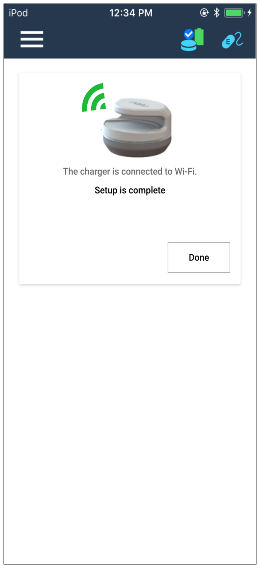 iPod
12:34 PM
The charger is connected to Wi-Fi.
Setup is complete
Done